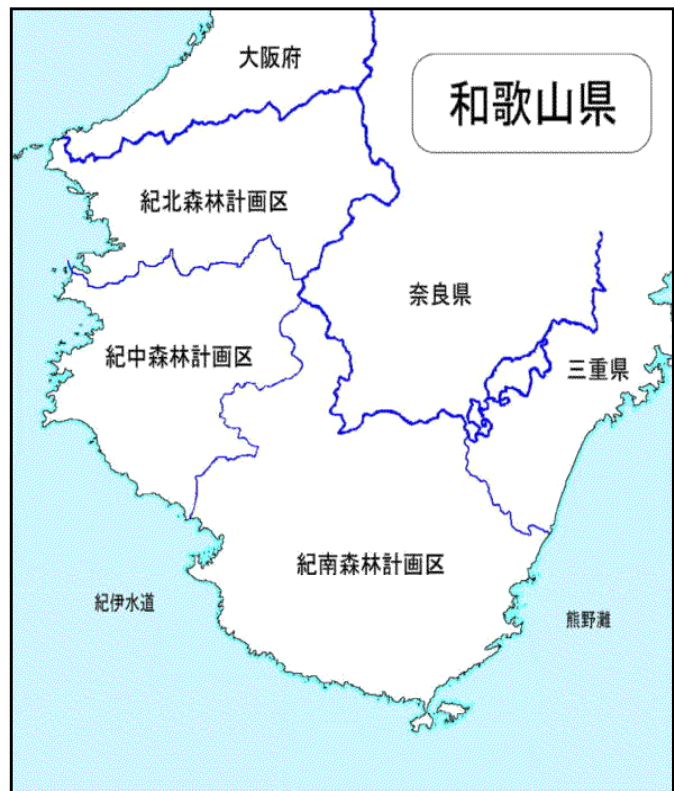 大阪府
和歌山県
紀北森林計画区
奈良県
紀中森林計画区
三重県
紀南森林計画区
紀伊水道
熊野灘